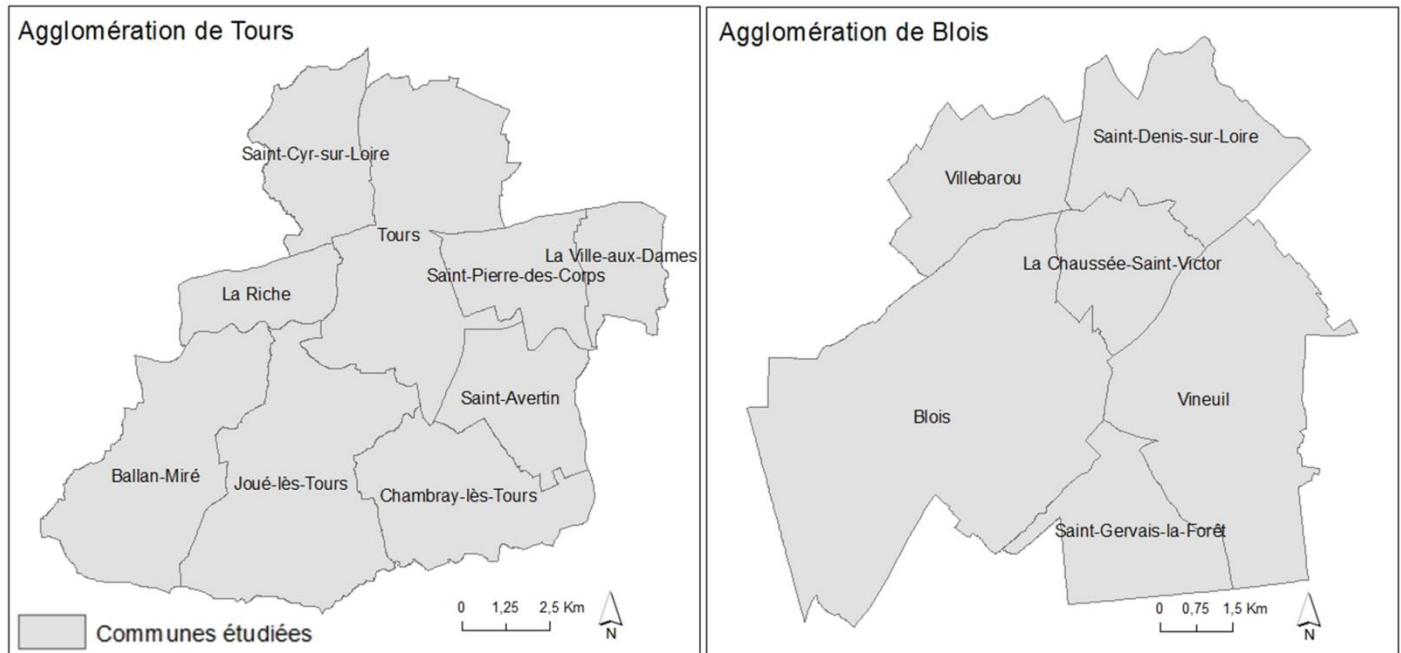 Agglomération de Tours
Saint-Cyr-sur-Loire
Tours
La Ville-aux-Dames
Saint-Pierre-des-Corps
La Riche
Saint-Avertin
Ballan-Miré
Joué-lès-Tours
Chambray-lès-Tours
0 1,25 2,5 Km
N
Communes étudiées
Agglomération de Blois
Saint-Denis-sur-Loire
Villebarou
La Chaussée-Saint-Victor
Vineuil
Blois
Saint-Gervais-la-Forêt
0 0,75 1,5 Km
N